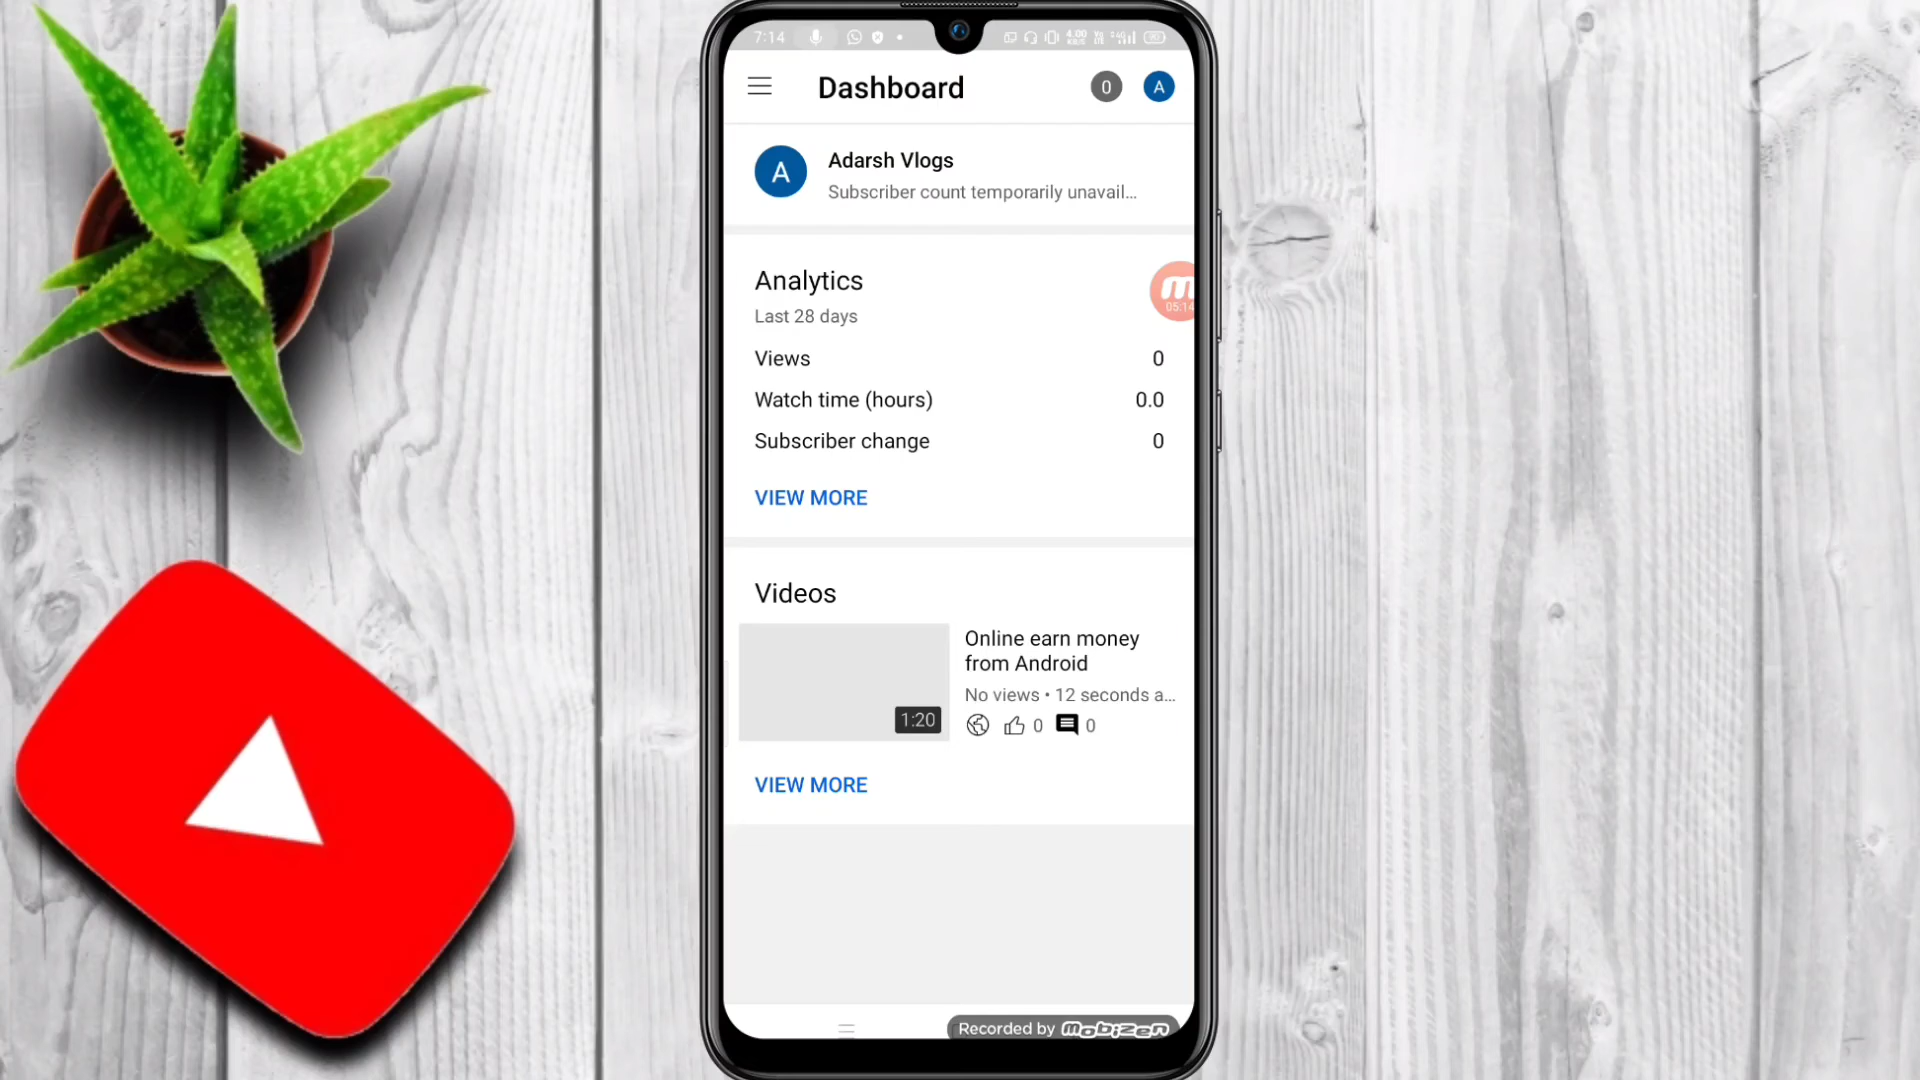 7:14
Dashboard
0
A
A
Adarsh Vlogs
Subscriber count temporarily unavail...
Analytics
Last 28 days
05:14
Views 0
Watch time (hours) 0.0
Subscriber change 0
VIEW MORE
Videos
1:20
Online earn money
from Android
No views • 12 seconds a...
0 0
VIEW MORE
Recorded by Mobizen